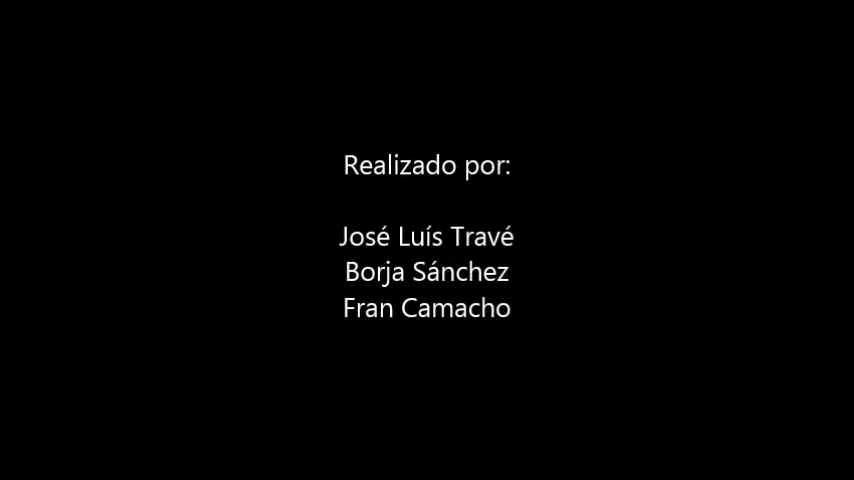 Realizado por:
José Luís Travé
Borja Sánchez
Fran Camacho